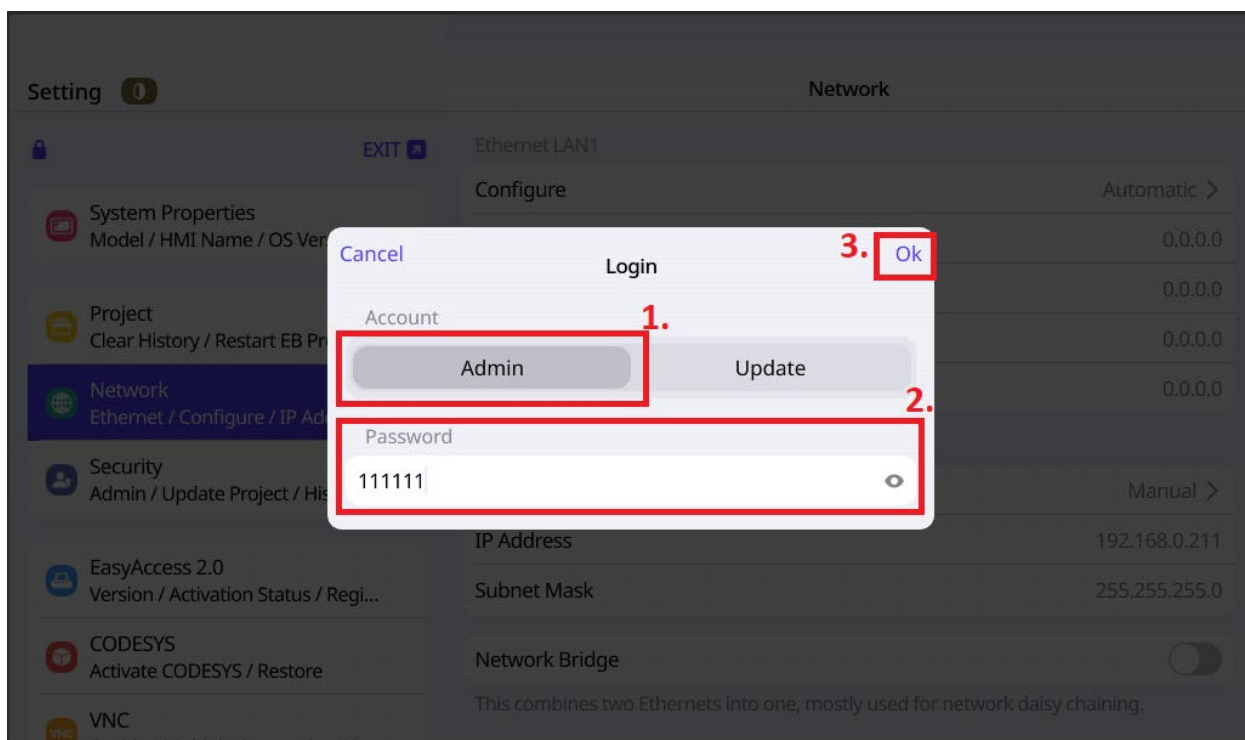 Setting
Network
EXIT
Ethernet LAN1
Configure
Automatic >
System Properties
Model / HMI Name / OS Ver
0.0.0.0
Cancel
Login
3.
Ok
0.0.0.0
Project
Clear History / Restart EB Pr
Account
1.
0.0.0.0
Admin
Update
Network
Ethernet / Configure / IP Ad
2.
0.0.0.0
Password
Security
Admin / Update Project / His
111111
Manual >
IP Address
192.168.0.211
EasyAccess 2.0
Version / Activation Status / Regi...
Subnet Mask
255.255.255.0
CODESYS
Activate CODESYS / Restore
Network Bridge
This combines two Ethernets into one, mostly used for network daisy chaining.
VNC
VNC